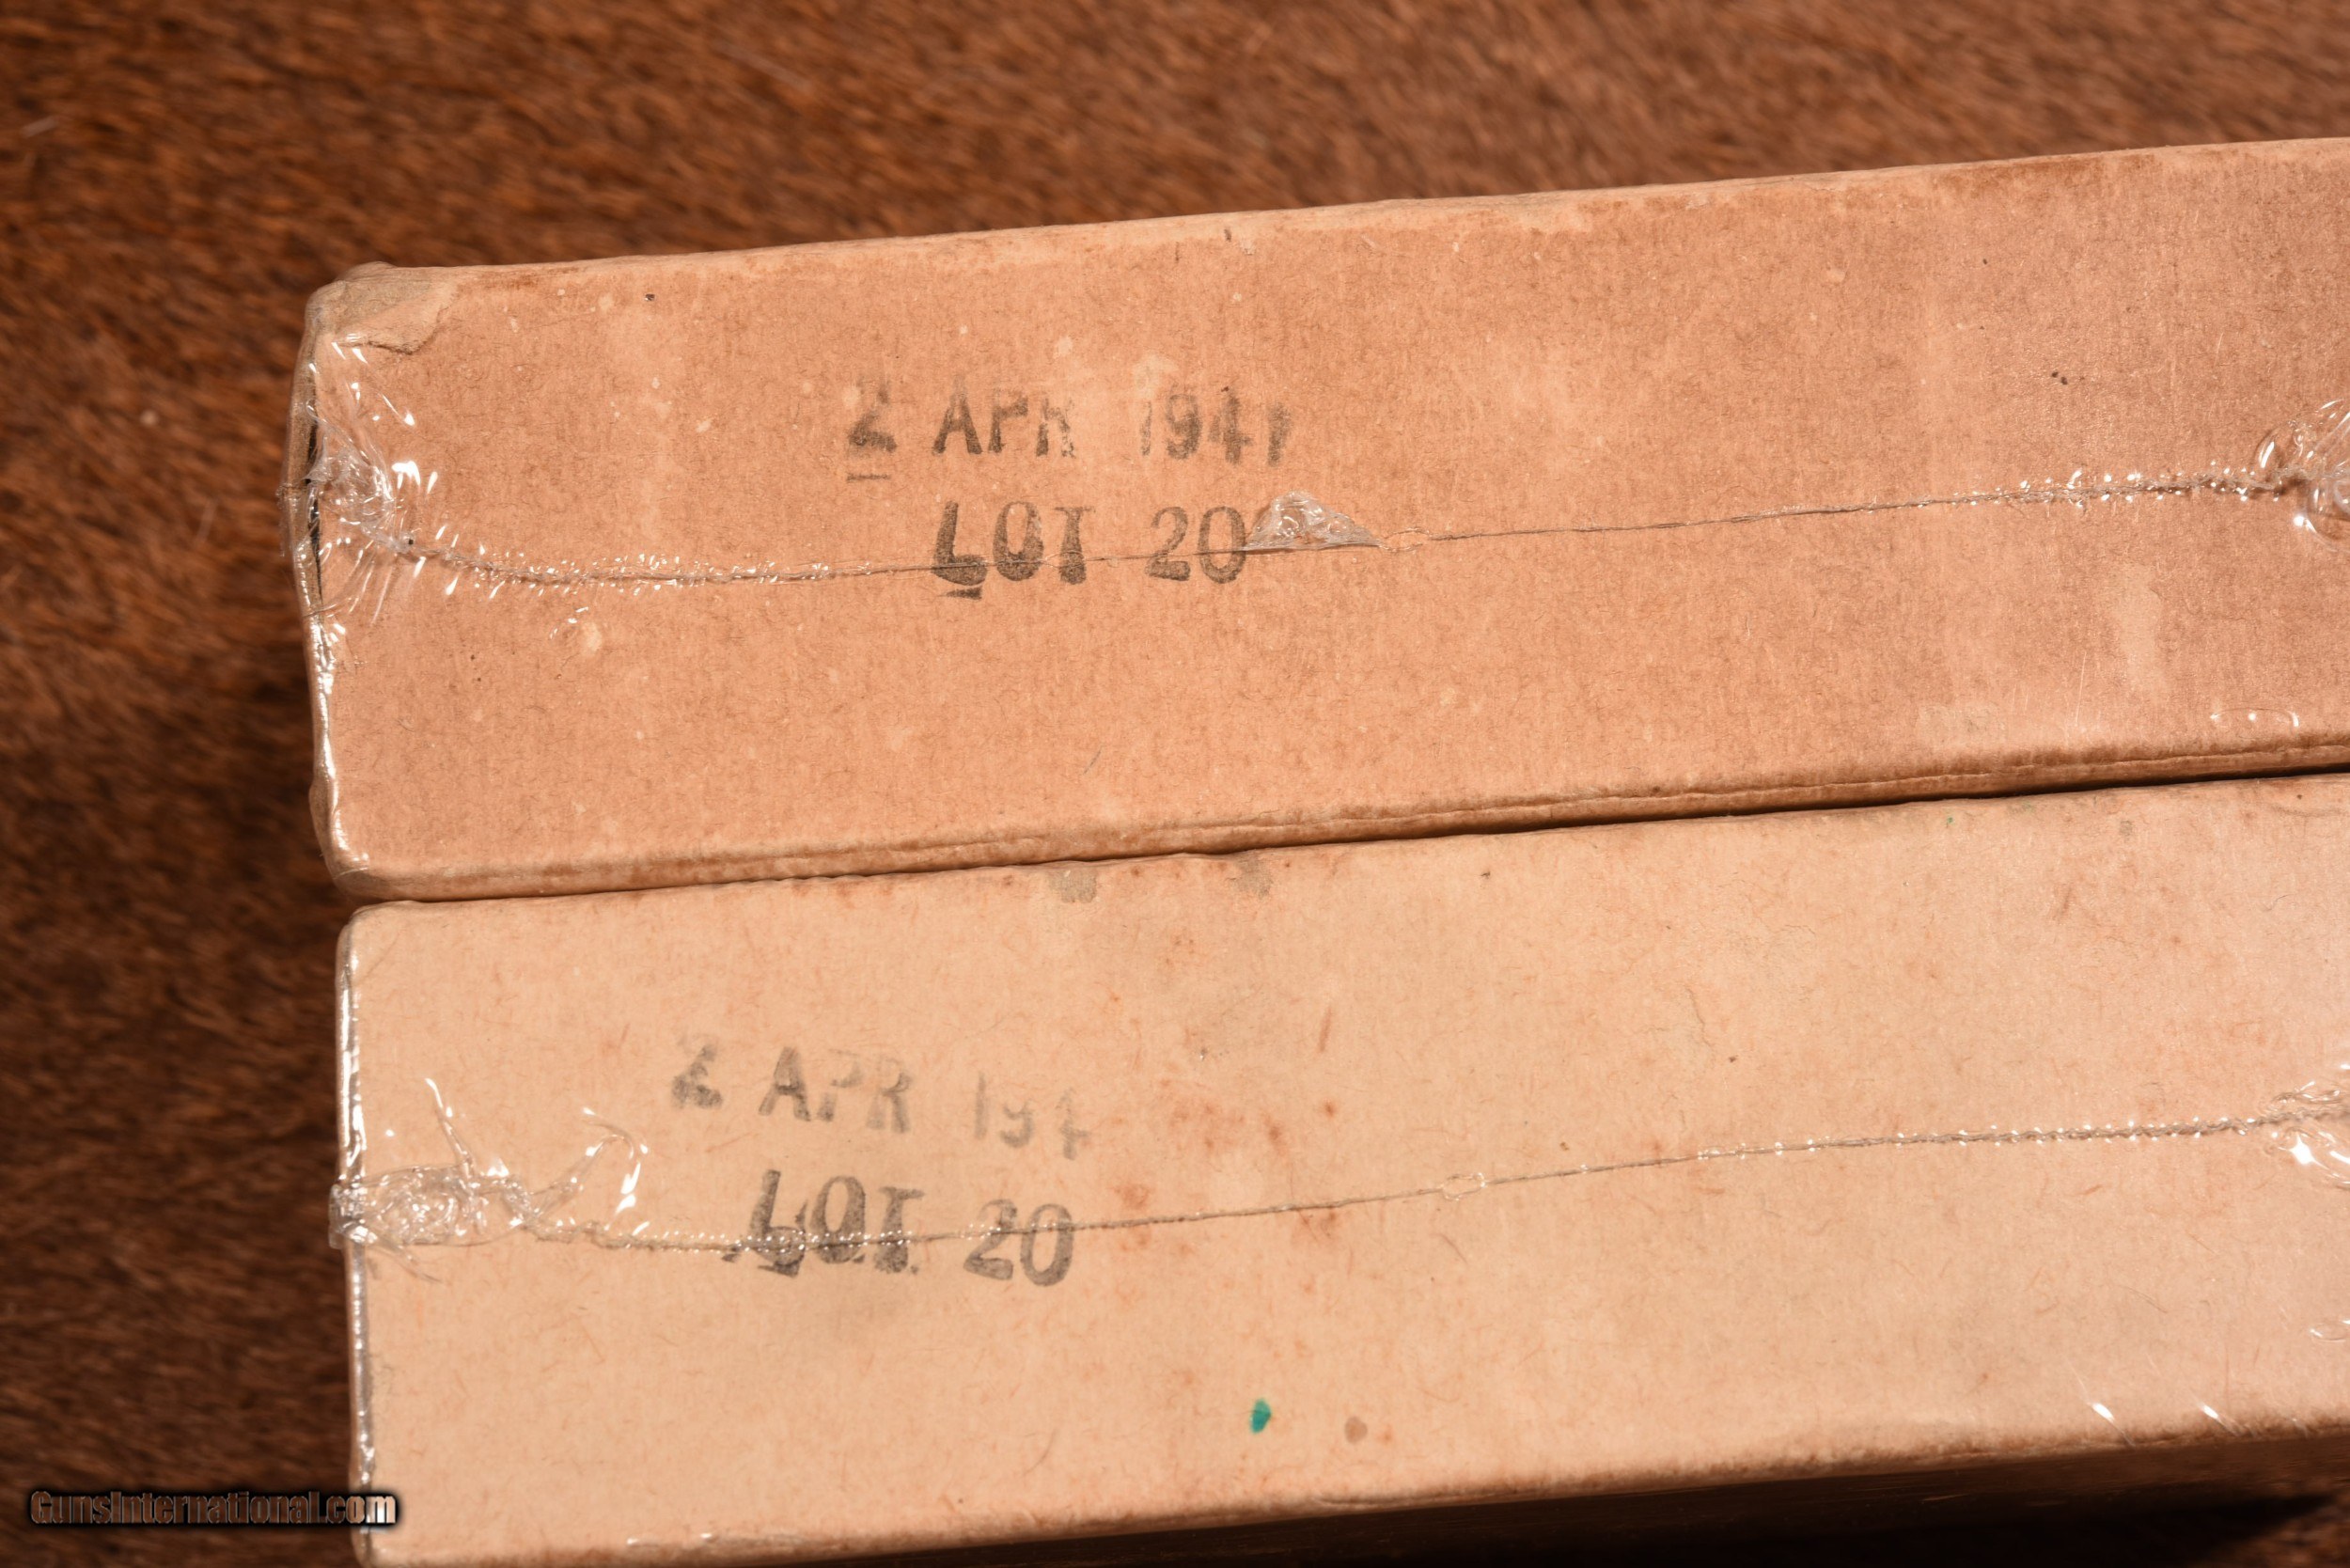 2 APR 1941
LOT 20
2 APR 194
LOT 20
GunsInternational.com